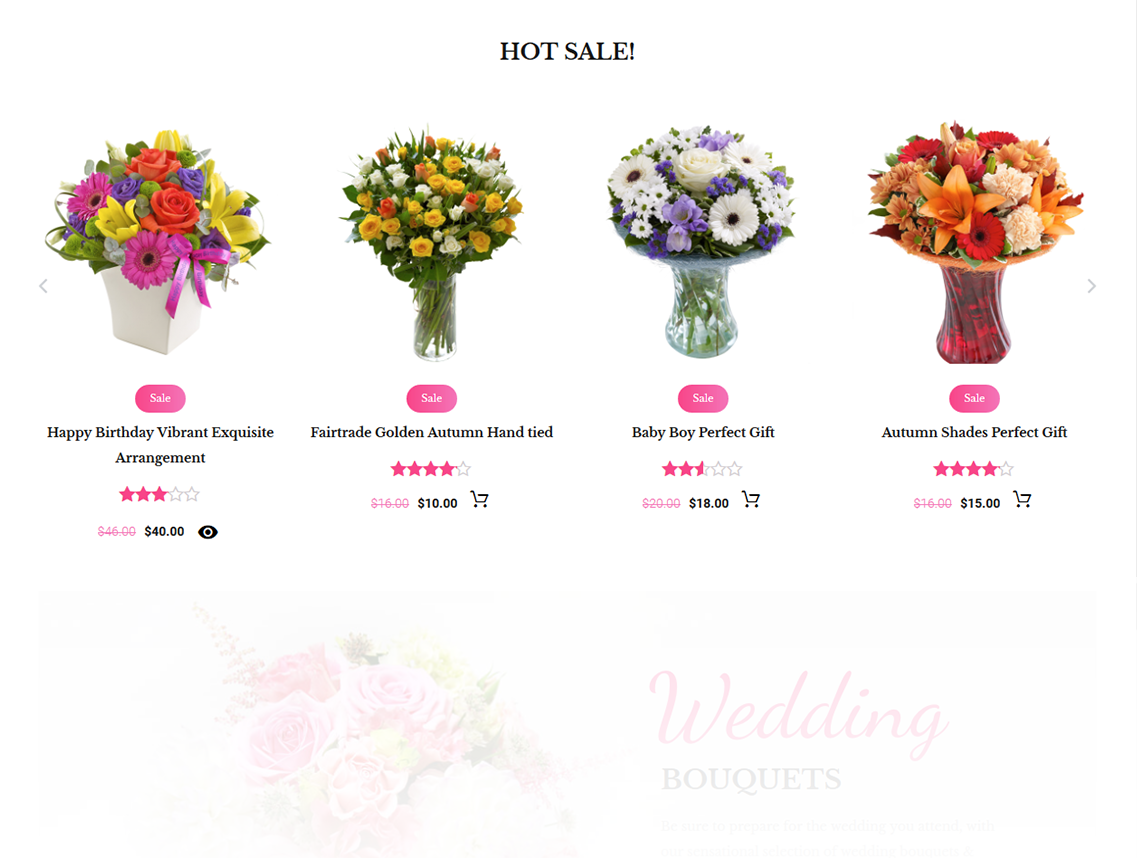 HOT SALE!
Sale
Happy Birthday Vibrant Exquisite
Arrangement
$46.00 $40.00
Sale
Fairtrade Golden Autumn Hand tied
$16.00 $10.00
Sale
Baby Boy Perfect Gift
$20.00 $18.00
Sale
Autumn Shades Perfect Gift
$16.00 $15.00
Wedding
BOUQUETS
Be sure to prepare for the wedding you attend, with
our sensational selection of wedding bouquets &